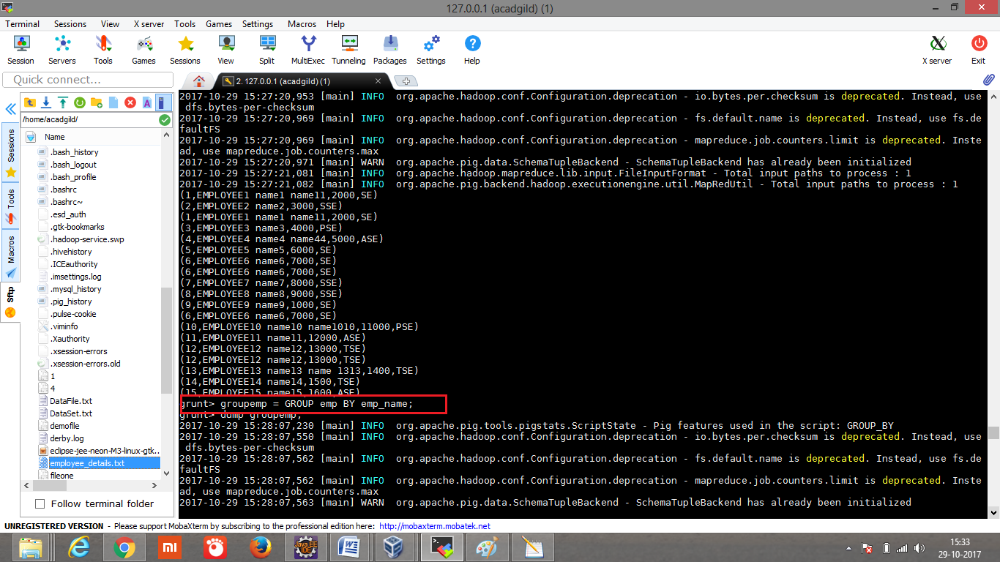 127.0.0.1 (acadgild) (1)
Terminal Sessions View X server Tools Games Settings Macros Help
Session Servers Tools Games Sessions View Split MultiExec Tunneling Packages Settings Help X server Exit
Quick connect...
2. 127.0.0.1 (acadgild) (1)
/home/acadgild/
Name
.bash_history
.bash_logout
.bash_profile
.bashrc
.bashrc~
.esd_auth
.gtk-bookmarks
.hadoop-service.swp
.hivehistory
.ICEauthority
.imsettings.log
.mysql_history
.pig_history
.pulse-cookie
.viminfo
.Xauthority
.xsession-errors
.xsession-errors.old
1
4
DataFile.txt
DataSet.txt
demofile
derby.log
eclipse-jee-neon-M3-linux-gtk..
employee_details.txt
fileone
Follow terminal folder
Sessions
Tools
Macros
Sftp
2017-10-29 15:27:20,953 [main] INFO  org.apache.hadoop.conf.Configuration.deprecation - io.bytes.per.checksum is deprecated. Instead, use
 dfs.bytes-per-checksum
2017-10-29 15:27:20,969 [main] INFO  org.apache.hadoop.conf.Configuration.deprecation - fs.default.name is deprecated. Instead, use fs.de
faultFS
2017-10-29 15:27:20,969 [main] INFO  org.apache.hadoop.conf.Configuration.deprecation - mapreduce.job.counters.limit is deprecated. Inste
ad, use mapreduce.job.counters.max
2017-10-29 15:27:20,971 [main] WARN  org.apache.pig.data.SchemaTupleBackend - SchemaTupleBackend has already been initialized
2017-10-29 15:27:21,081 [main] INFO  org.apache.hadoop.mapreduce.lib.input.FileInputFormat - Total input paths to process : 1
2017-10-29 15:27:21,082 [main] INFO  org.apache.pig.backend.hadoop.executionengine.util.MapRedUtil - Total input paths to process : 1
(1,EMPLOYEE1 name1 name11,2000,SE)
(2,EMPLOYEE2 name2,3000,SSE)
(1,EMPLOYEE1 name1 name11,2000,SE)
(3,EMPLOYEE3 name3,4000,PSE)
(4,EMPLOYEE4 name4 name44,5000,ASE)
(5,EMPLOYEE5 name5,6000,SE)
(6,EMPLOYEE6 name6,7000,SE)
(6,EMPLOYEE6 name6,7000,SE)
(7,EMPLOYEE7 name7,8000,SSE)
(8,EMPLOYEE8 name8,9000,SSE)
(9,EMPLOYEE9 name9,1000,SE)
(6,EMPLOYEE6 name6,7000,SE)
(10,EMPLOYEE10 name10 name1010,11000,PSE)
(11,EMPLOYEE11 name11,12000,ASE)
(12,EMPLOYEE12 name12,13000,TSE)
(12,EMPLOYEE12 name12,13000,TSE)
(13,EMPLOYEE13 name13 name 1313,1400,TSE)
(14,EMPLOYEE14 name14,1500,TSE)
(15,EMPLOYEE15 name15,1600,ASE)
grunt> groupemp = GROUP emp BY emp_name;
grunt> dump groupemp;
2017-10-29 15:28:07,230 [main] INFO  org.apache.pig.tools.pigstats.ScriptState - Pig features used in the script: GROUP_BY
2017-10-29 15:28:07,550 [main] INFO  org.apache.hadoop.conf.Configuration.deprecation - io.bytes.per.checksum is deprecated. Instead, use
 dfs.bytes-per-checksum
2017-10-29 15:28:07,562 [main] INFO  org.apache.hadoop.conf.Configuration.deprecation - fs.default.name is deprecated. Instead, use fs.de
faultFS
2017-10-29 15:28:07,562 [main] INFO  org.apache.hadoop.conf.Configuration.deprecation - mapreduce.job.counters.limit is deprecated. Inste
ad, use mapreduce.job.counters.max
2017-10-29 15:28:07,563 [main] WARN  org.apache.pig.data.SchemaTupleBackend - SchemaTupleBackend has already been initialized
UNREGISTERED VERSION - Please support MobaXterm by subscribing to the professional edition here: http://mobaxterm.mobatek.net
mi
Java EE
IDE
15:33
29-10-2017